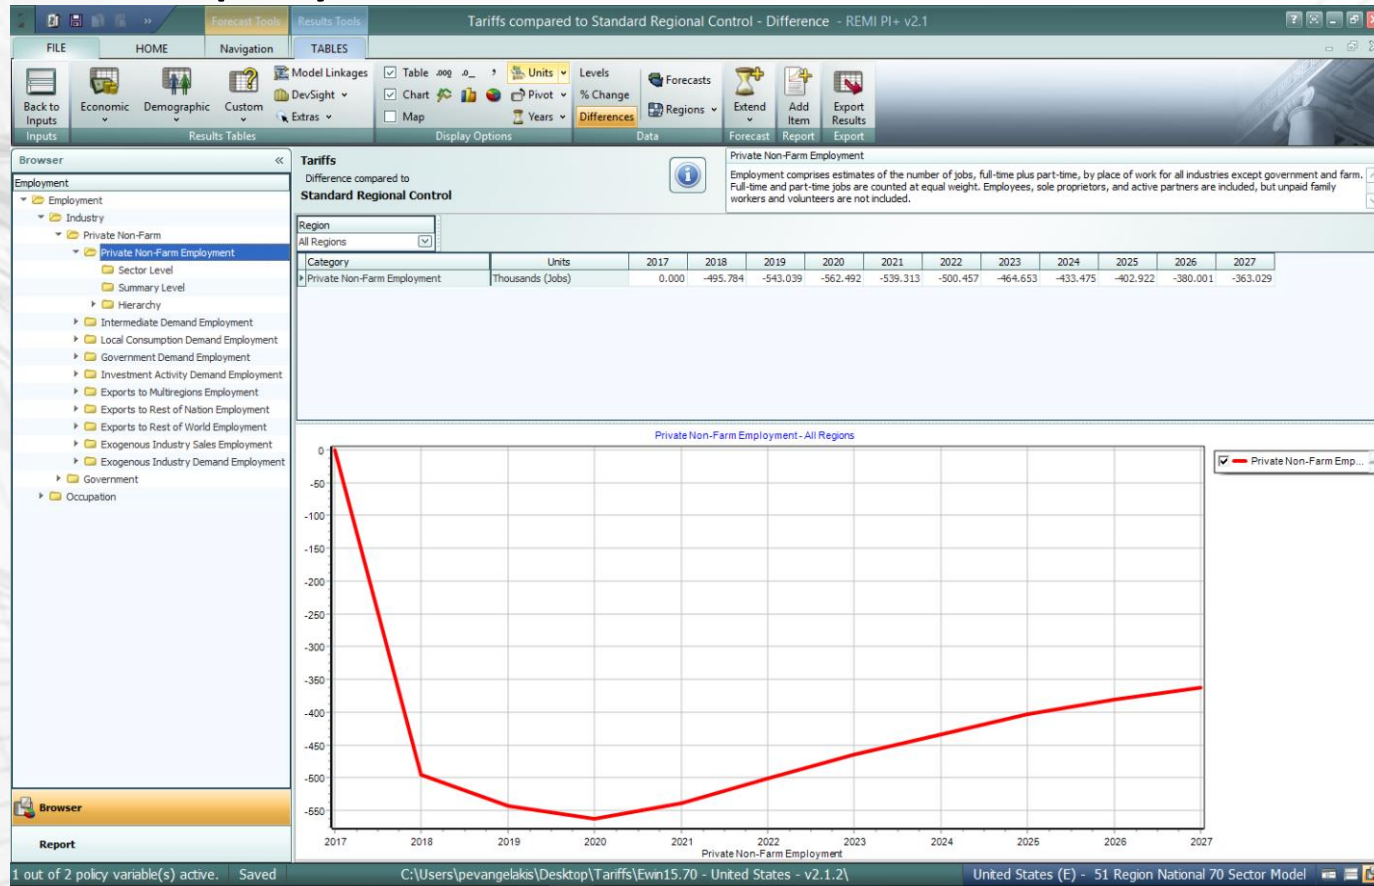 Forecast Tools
Results Tools
Tariffs compared to Standard Regional Control - Difference - REMI PI+ v2.1
FILE
HOME
Navigation
TABLES
Back to Inputs
Economic
Demographic
Custom
Model Linkages
DevSight
Extras
Table
Chart
Map
Units
Pivot
Years
Levels
% Change
Differences
Forecasts
Regions
Extend
Add Item
Export Results
Inputs
Results Tables
Display Options
Data
Forecast
Report
Export
Browser
Employment
Employment
Industry
Private Non-Farm
Private Non-Farm Employment
Sector Level
Summary Level
Hierarchy
Intermediate Demand Employment
Local Consumption Demand Employment
Government Demand Employment
Investment Activity Demand Employment
Exports to Multiregions Employment
Exports to Rest of Nation Employment
Exports to Rest of World Employment
Exogenous Industry Sales Employment
Exogenous Industry Demand Employment
Government
Occupation
Browser
Report
Tariffs
Difference compared to
Standard Regional Control
Private Non-Farm Employment
Employment comprises estimates of the number of jobs, full-time plus part-time, by place of work for all industries except government and farm.
Full-time and part-time jobs are counted at equal weight. Employees, sole proprietors, and active partners are included, but unpaid family
workers and volunteers are not included.
Region
All Regions
Category Units 2017 2018 2019 2020 2021 2022 2023 2024 2025 2026 2027
Private Non-Farm Employment Thousands (Jobs) 0.000 -495.784 -543.039 -562.492 -539.313 -500.457 -464.653 -433.475 -402.922 -380.001 -363.029
Private Non-Farm Employment - All Regions
0
-50
-100
-150
-200
-250
-300
-350
-400
-450
-500
-550
2017 2018 2019 2020 2021 2022 2023 2024 2025 2026 2027
Private Non-Farm Employment
Private Non-Farm Emp...
1 out of 2 policy variable(s) active. Saved
C:\Users\pevangelakis\Desktop\Tariffs\Ewin15.70 - United States - v2.1.2\
United States (E) - 51 Region National 70 Sector Model